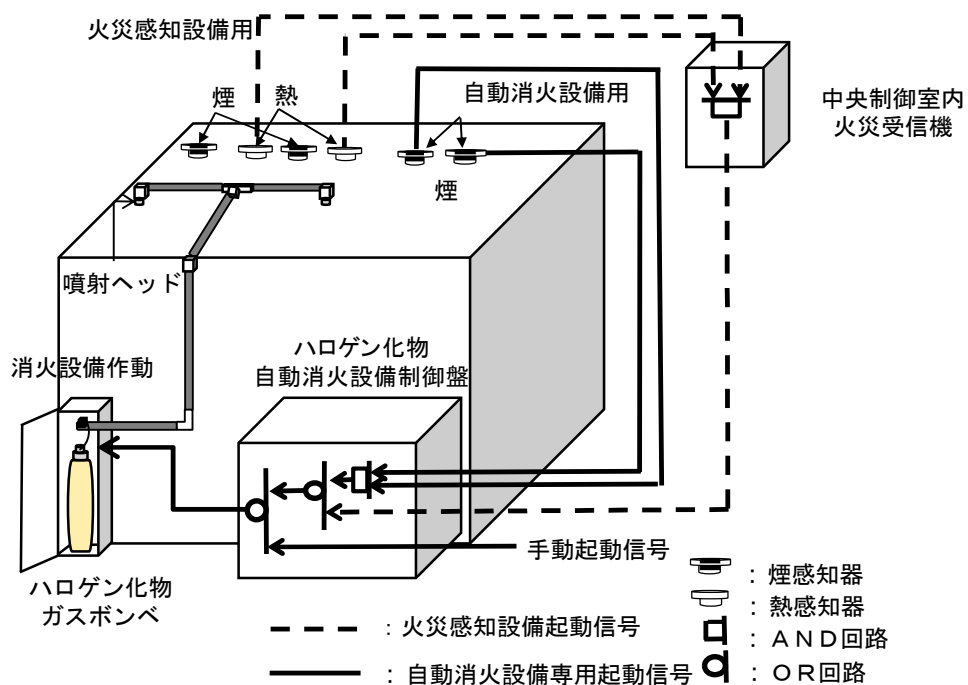 火災感知設備用
煙
熱
自動消火設備用
中央制御室内
火災受信機
煙
噴射ヘッド
ハロゲン化物
自動消火設備制御盤
消火設備作動
手動起動信号
ハロゲン化物
ガスボンベ
：火災感知設備起動信号
：自動消火設備専用起動信号
：煙感知器
：熱感知器
：ＡＮＤ回路
：ＯＲ回路